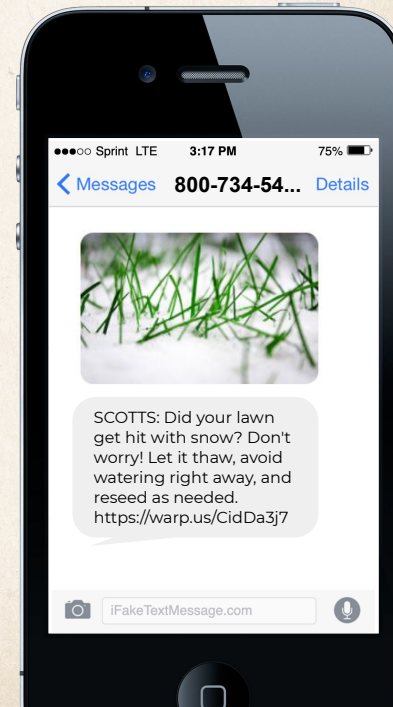 Sprint LTE 3:17 PM 75%
Messages 800-734-54... Details
SCOTTS: Did your lawn
get hit with snow? Don't
worry! Let it thaw, avoid
watering right away, and
reseed as needed.
https://warp.us/CidDa3j7
iFakeTextMessage.com